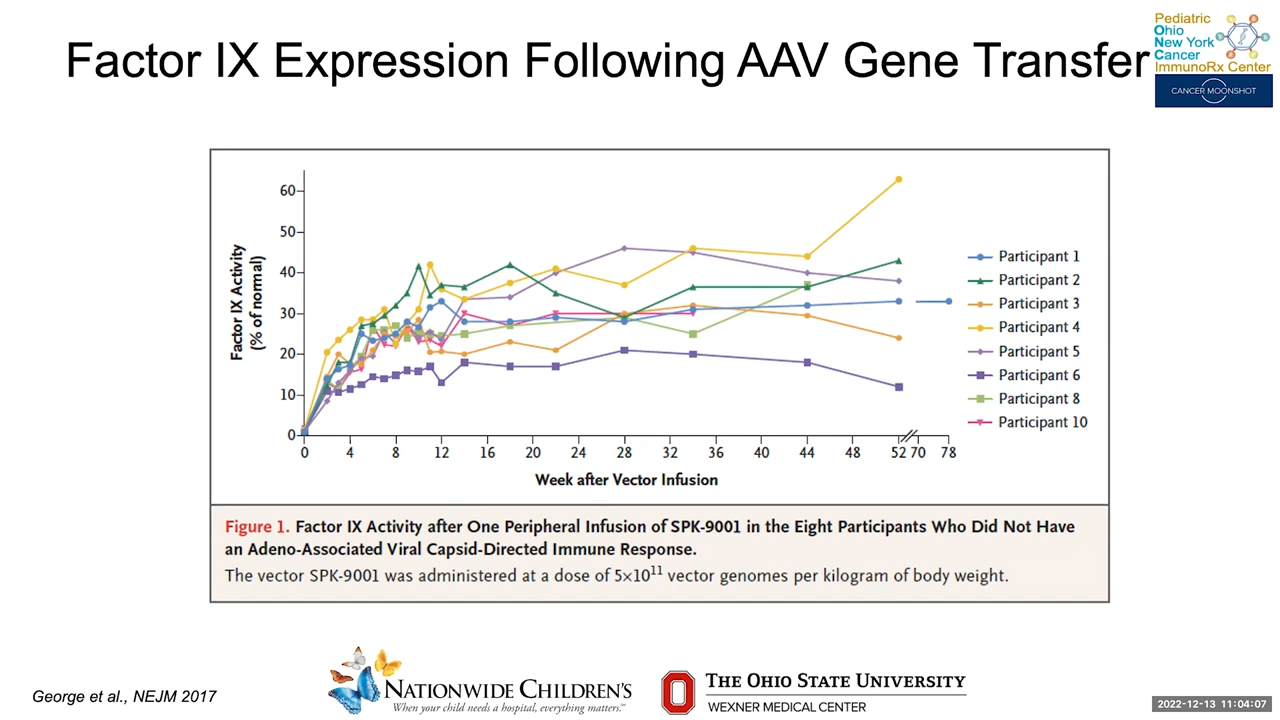 Factor IX Expression Following AAV Gene Transfer
Pediatric
Ohio
New York
Cancer
ImmunoRx Center
CANCER MOONSHOT
Factor IX Activity
(% of normal)
60
50
40
30
20
10
0
0 4 8 12 16 20 24 28 32 36 40 44 48 52 70 78
Week after Vector Infusion
Participant 1
Participant 2
Participant 3
Participant 4
Participant 5
Participant 6
Participant 8
Participant 10
Figure 1. Factor IX Activity after One Peripheral Infusion of SPK-9001 in the Eight Participants Who Did Not Have
an Adeno-Associated Viral Capsid-Directed Immune Response.
The vector SPK-9001 was administered at a dose of 5×10¹¹ vector genomes per kilogram of body weight.
George et al., NEJM 2017
NATIONWIDE CHILDREN'S
When your child needs a hospital, everything matters.℠
THE OHIO STATE UNIVERSITY
WEXNER MEDICAL CENTER
2022-12-13 11:04:07